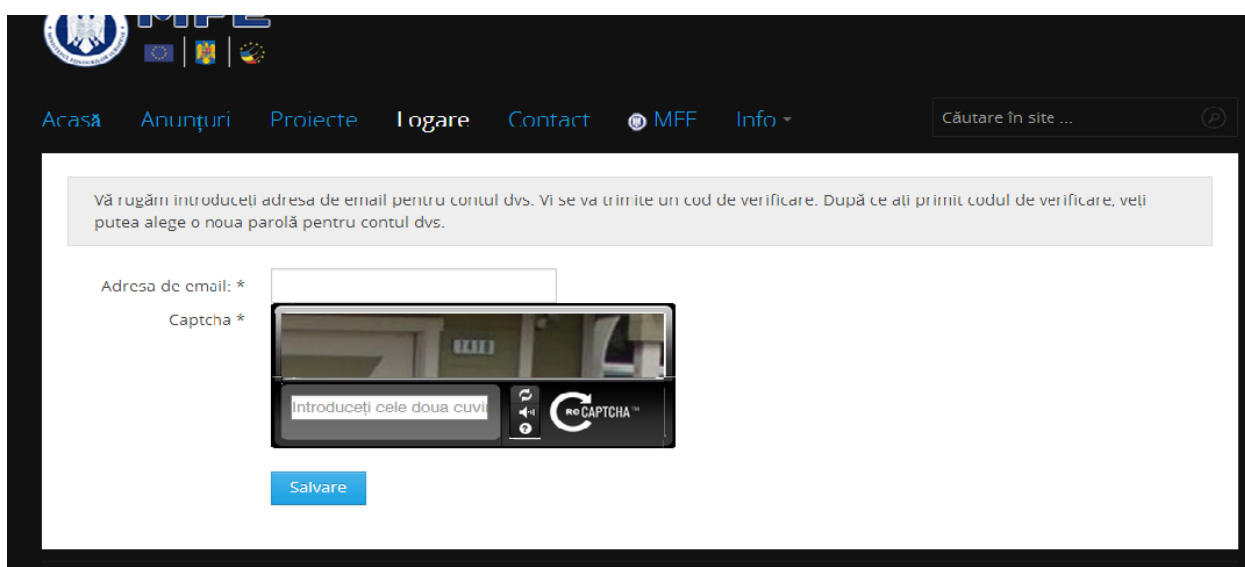 MFE
Acasă Anunțuri Proiecte Logare Contact MFE Info
Căutare în site ...
Vă rugăm introduceți adresa de email pentru contul dvs. Vi se va trimite un cod de verificare. După ce ați primit codul de verificare, veți
putea alege o noua parolă pentru contul dvs.
Adresa de email: *
Captcha *
Introduceți cele doua cuvi
reCAPTCHA™
Salvare